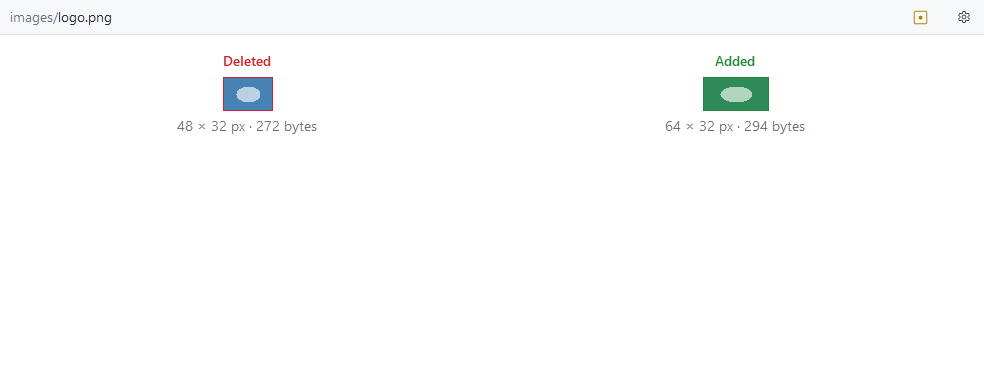 images/logo.png
Deleted
Added
48 × 32 px · 272 bytes
64 × 32 px · 294 bytes